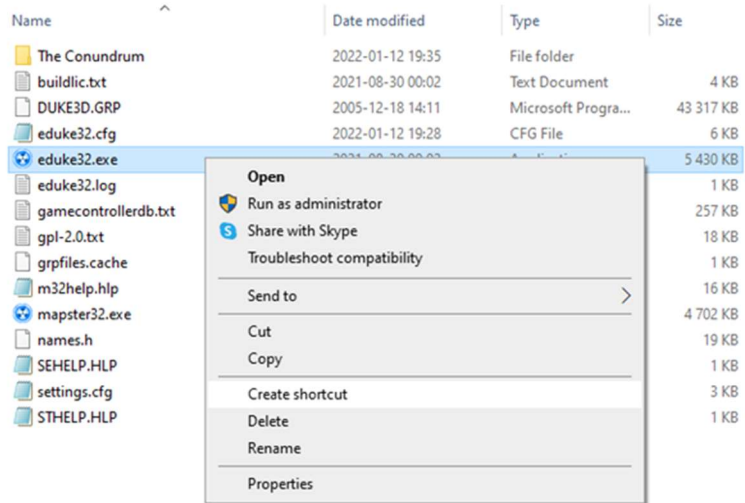 Name Date modified Type Size
The Conundrum 2022-01-12 19:35 File folder
buildlic.txt 2021-08-30 00:02 Text Document 4 KB
DUKE3D.GRP 2005-12-18 14:11 Microsoft Progra... 43 317 KB
eduke32.cfg 2022-01-12 19:28 CFG File 6 KB
eduke32.exe 5 430 KB
Open
eduke32.log 1 KB
Run as administrator
gamecontrollerdb.txt 257 KB
Share with Skype
gpl-2.0.txt 18 KB
Troubleshoot compatibility
grpfiles.cache 1 KB
m32help.hlp 16 KB
Send to
mapster32.exe 4 702 KB
Cut
names.h 19 KB
Copy
SEHELP.HLP 1 KB
settings.cfg 3 KB
Create shortcut
STHELP.HLP 1 KB
Delete
Rename
Properties